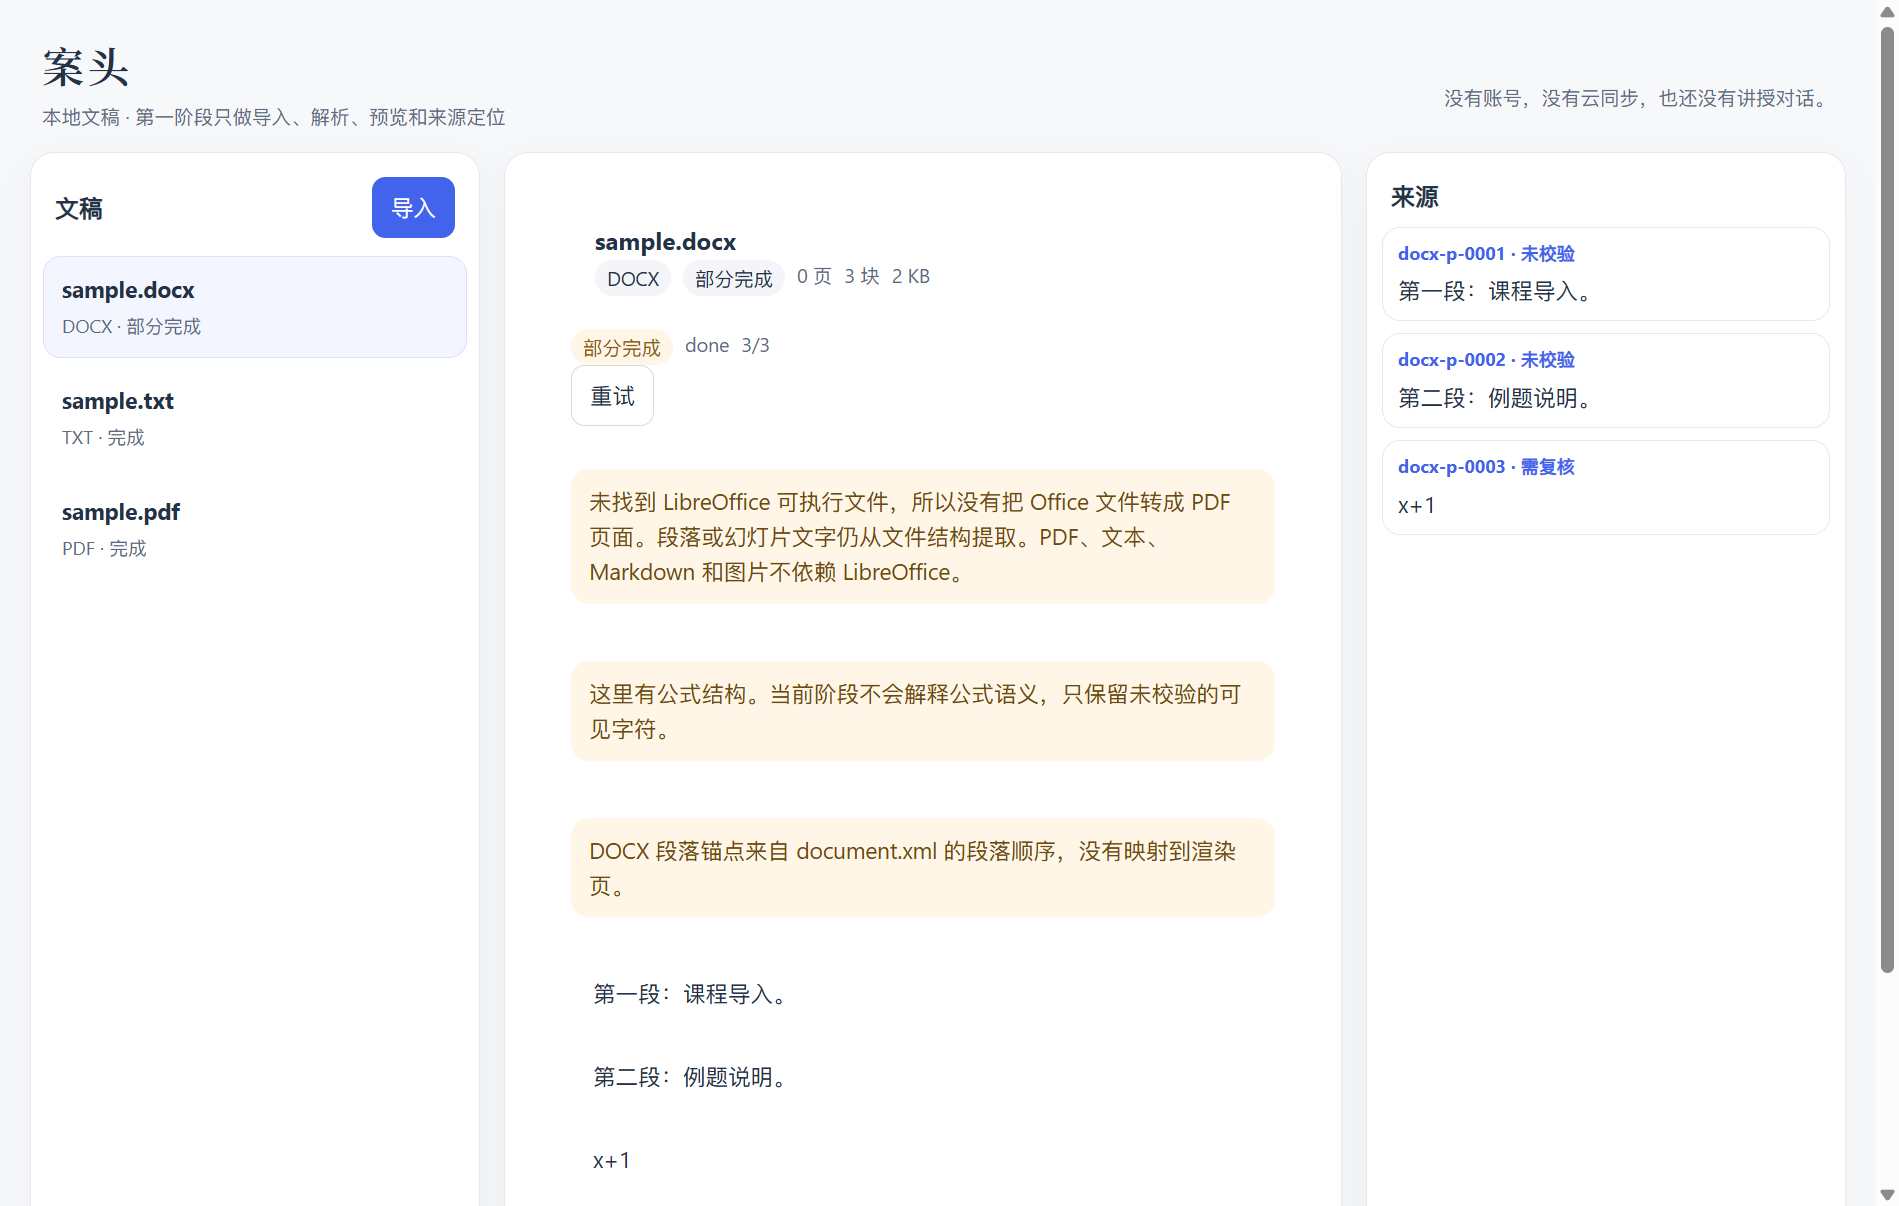 案头
本地文稿 · 第一阶段只做导入、解析、预览和来源定位
没有账号，没有云同步，也还没有讲授对话。
文稿
导入
sample.docx
DOCX · 部分完成
sample.txt
TXT · 完成
sample.pdf
PDF · 完成
sample.docx
DOCX 部分完成 0 页 3 块 2 KB
部分完成 done 3/3
重试
未找到 LibreOffice 可执行文件，所以没有把 Office 文件转成 PDF
页面。段落或幻灯片文字仍从文件结构提取。PDF、文本、
Markdown 和图片不依赖 LibreOffice。
这里有公式结构。当前阶段不会解释公式语义，只保留未校验的可
见字符。
DOCX 段落锚点来自 document.xml 的段落顺序，没有映射到渲染
页。
第一段：课程导入。
第二段：例题说明。
x+1
来源
docx-p-0001 · 未校验
第一段：课程导入。
docx-p-0002 · 未校验
第二段：例题说明。
docx-p-0003 · 需复核
x+1